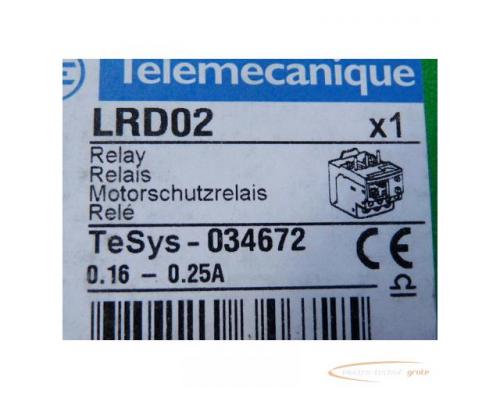 Telemecanique
LRD02 x1
Relay
Relais
Motorschutzrelais
Relé
TeSys - 034672
0.16 - 0.25A
CE